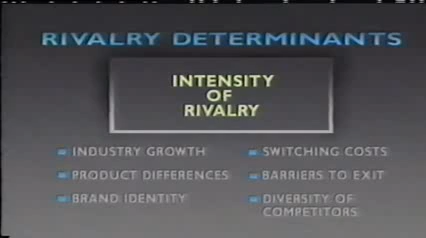 RIVALRY DETERMINANTS
INTENSITY
OF
RIVALRY
INDUSTRY GROWTH
PRODUCT DIFFERENCES
BRAND IDENTITY
SWITCHING COSTS
BARRIERS TO EXIT
DIVERSITY OF
COMPETITORS